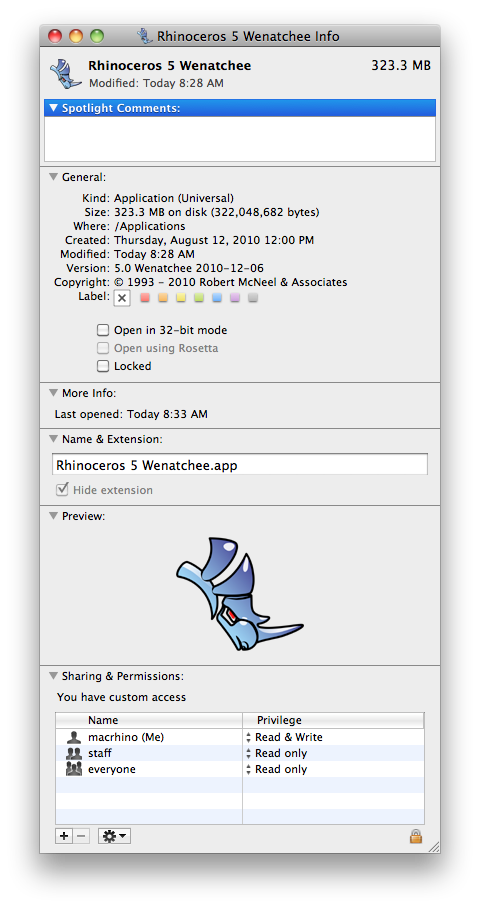 Rhinoceros 5 Wenatchee Info
Rhinoceros 5 Wenatchee 323.3 MB
Modified: Today 8:28 AM
Spotlight Comments:
General:
Kind: Application (Universal)
Size: 323.3 MB on disk (322,048,682 bytes)
Where: /Applications
Created: Thursday, August 12, 2010 12:00 PM
Modified: Today 8:28 AM
Version: 5.0 Wenatchee 2010-12-06
Copyright: © 1993 - 2010 Robert McNeel & Associates
Label:
Open in 32-bit mode
Open using Rosetta
Locked
More Info:
Last opened: Today 8:33 AM
Name & Extension:
Rhinoceros 5 Wenatchee.app
Hide extension
Preview:
Sharing & Permissions:
You have custom access
Name Privilege
macrhino (Me) Read & Write
staff Read only
everyone Read only